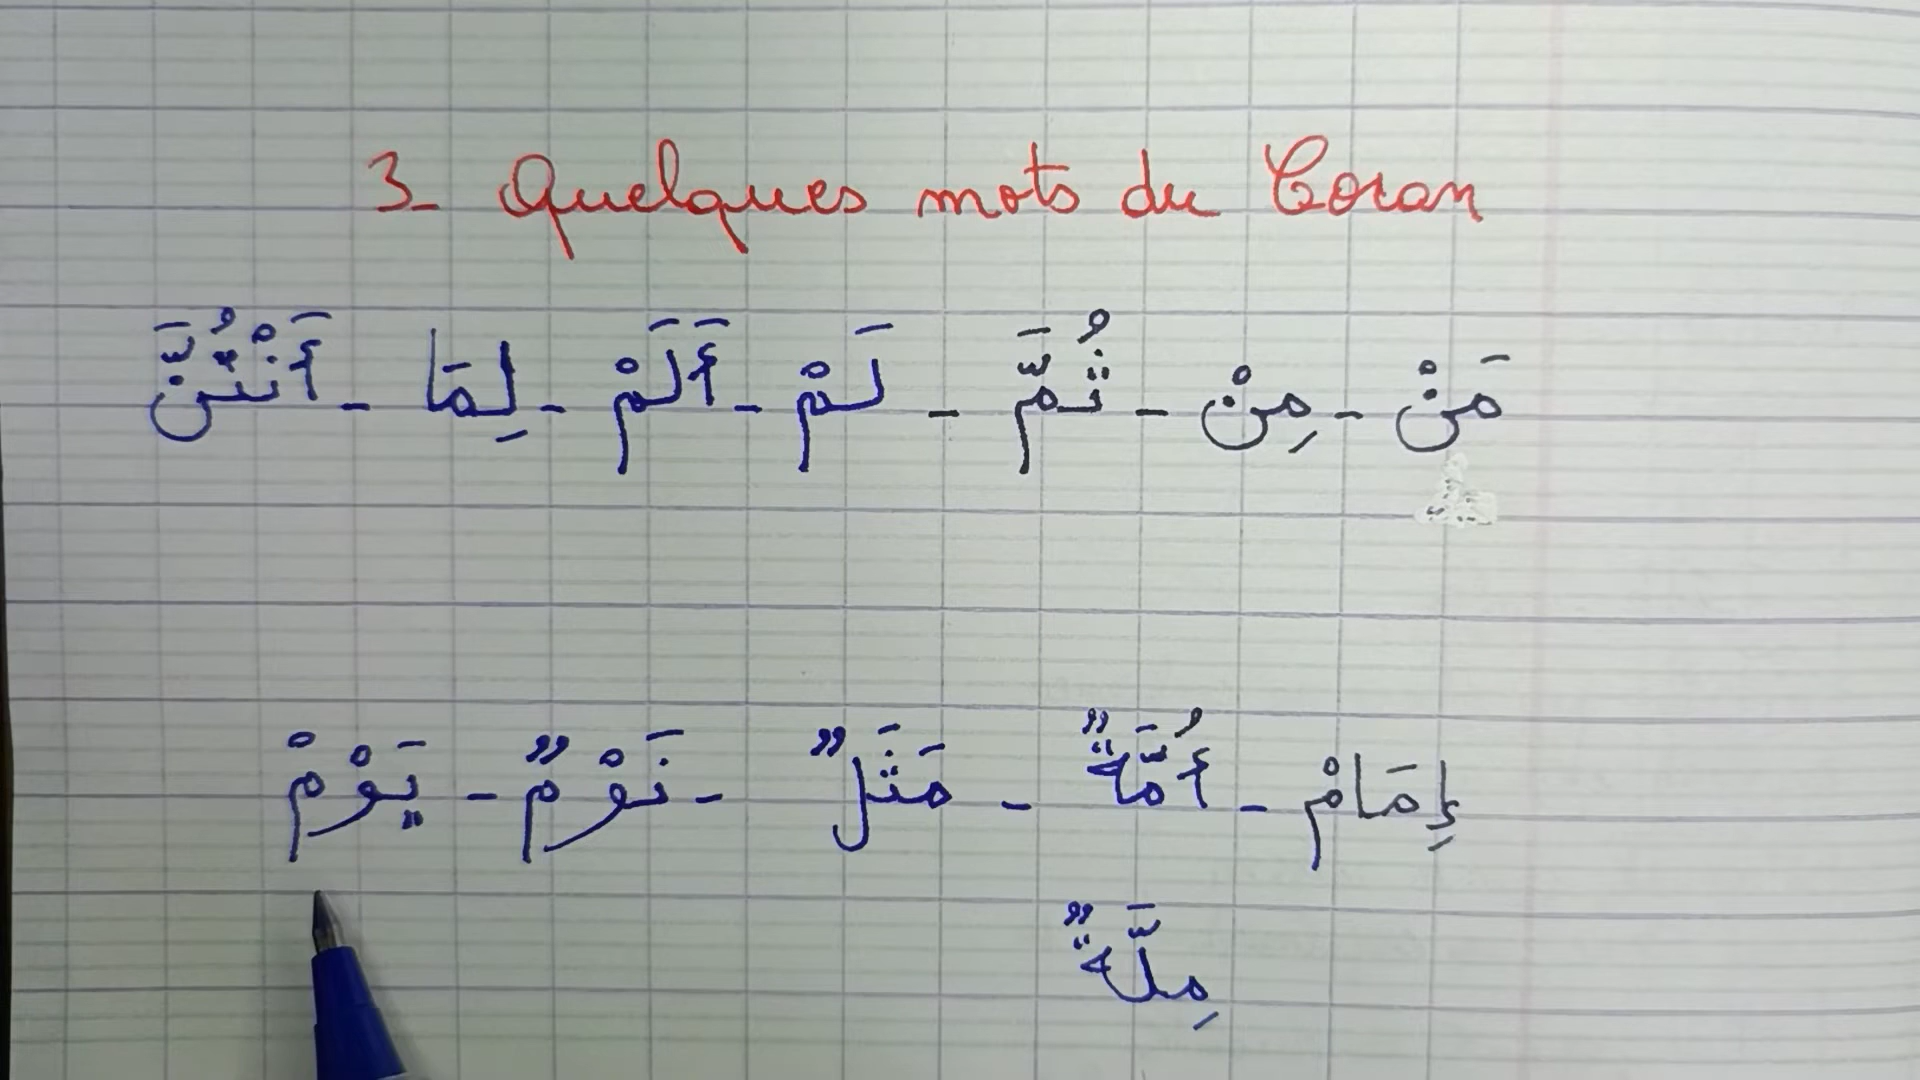 3_ Quelques mots du Coran
مَنْ - مِنْ - ثُمَّ - لَمْ - أَلَمْ - لِمَا - أَنْتُنَّ
إِمَامْ - أُمَّةٌ - مَثَلٌ - نَوْمٌ - يَوْمْ
مِلَّةٌ